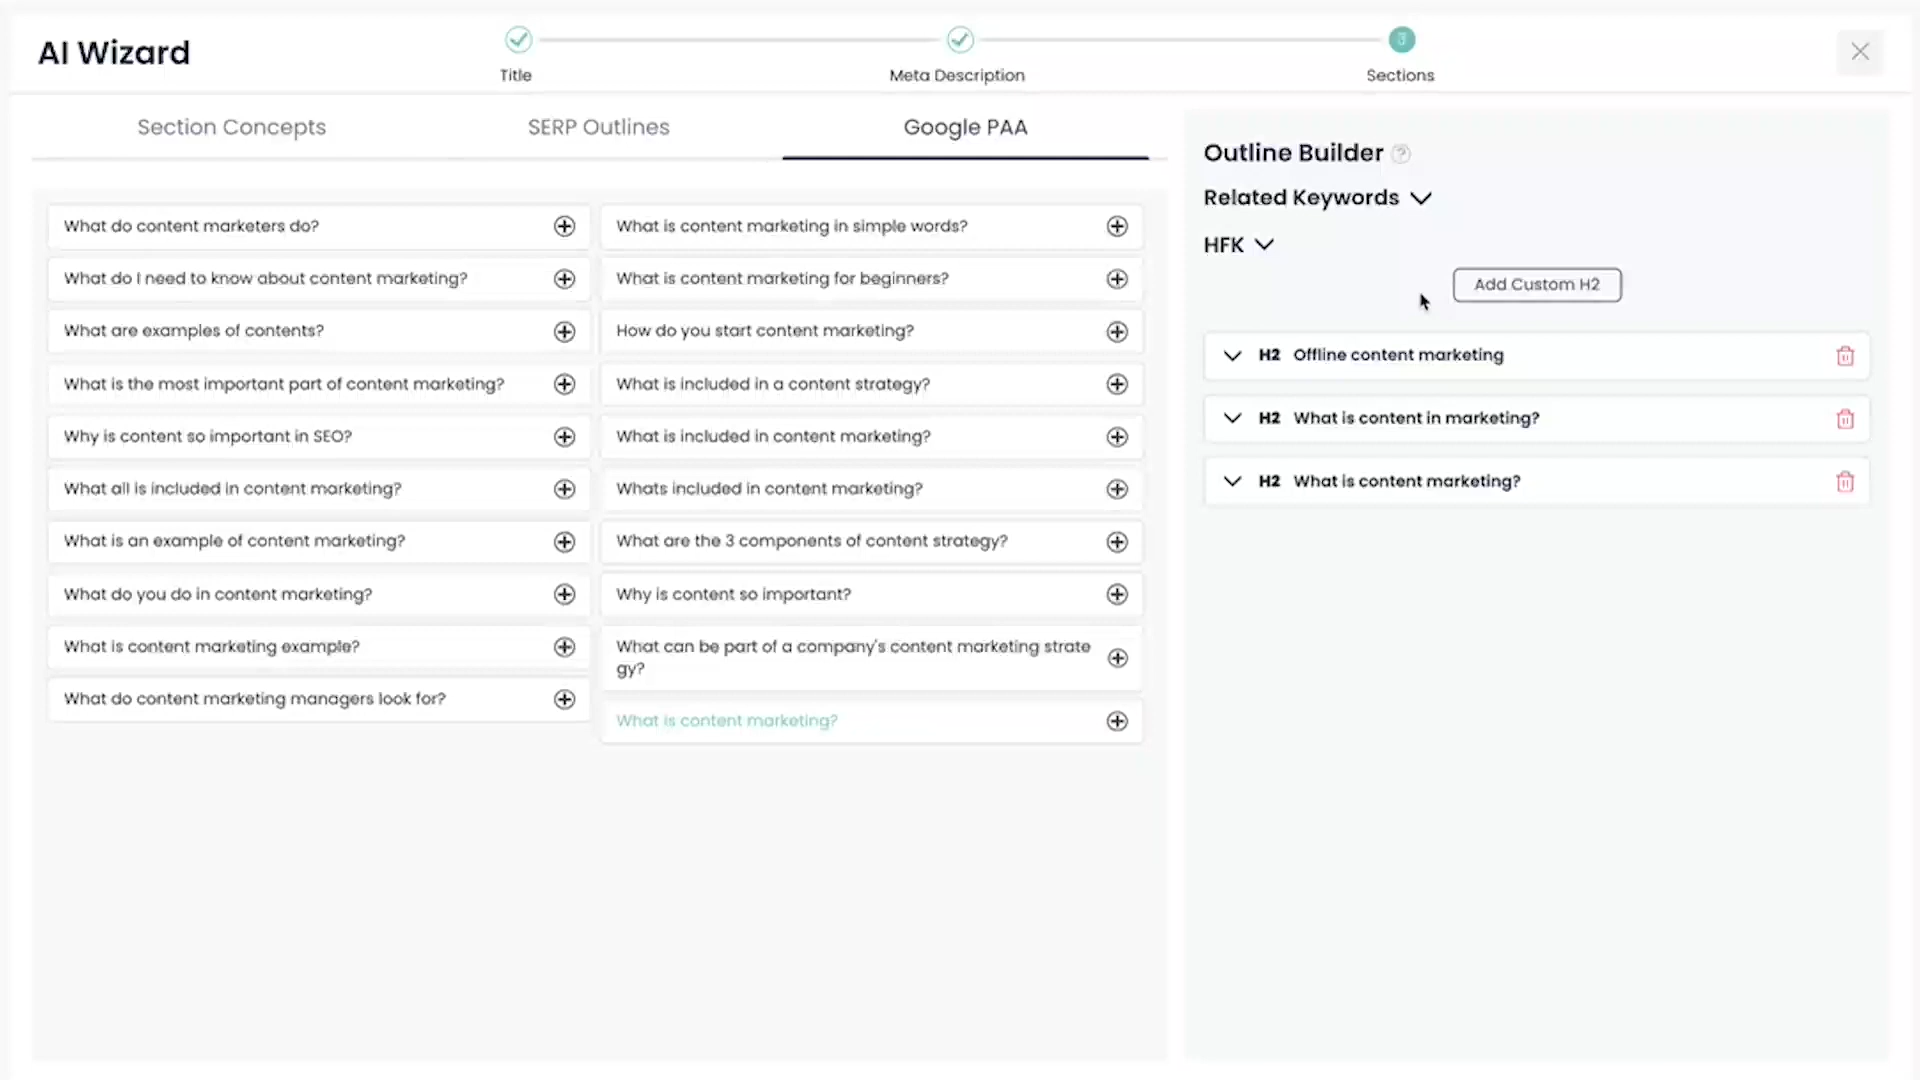 AI Wizard
Title
Meta Description
3
Sections
Section Concepts
SERP Outlines
Google PAA
What do content marketers do?
What do I need to know about content marketing?
What are examples of contents?
What is the most important part of content marketing?
Why is content so important in SEO?
What all is included in content marketing?
What is an example of content marketing?
What do you do in content marketing?
What is content marketing example?
What do content marketing managers look for?
What is content marketing in simple words?
What is content marketing for beginners?
How do you start content marketing?
What is included in a content strategy?
What is included in content marketing?
Whats included in content marketing?
What are the 3 components of content strategy?
Why is content so important?
What can be part of a company's content marketing strate
gy?
What is content marketing?
Outline Builder ?
Related Keywords
HFK
Add Custom H2
H2 Offline content marketing
H2 What is content in marketing?
H2 What is content marketing?